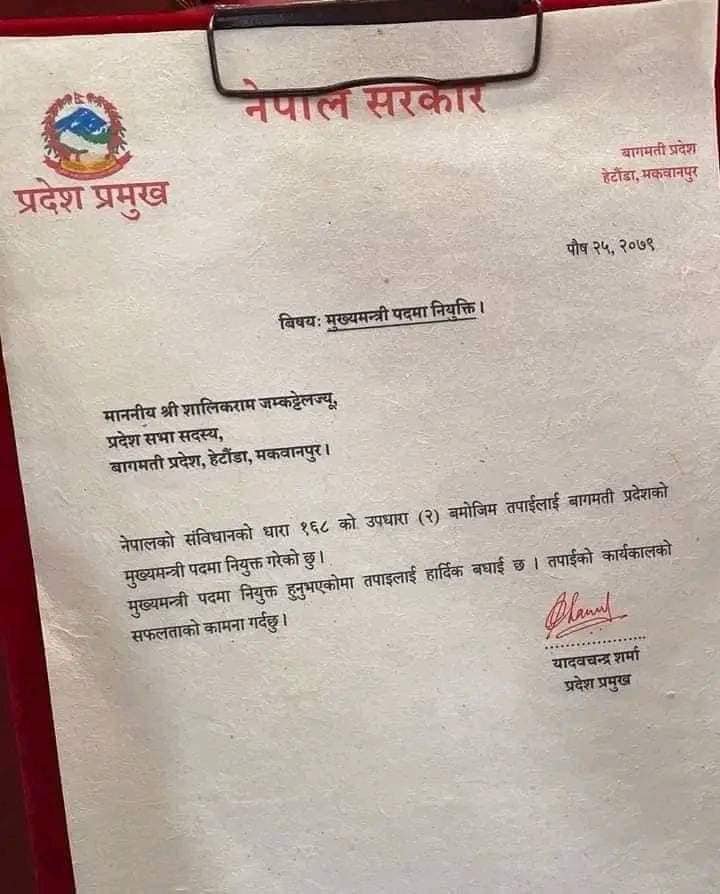 नेपाल सरकार
प्रदेश प्रमुख
बागमती प्रदेश
हेटौंडा, मकवानपुर
पौष २५, २०७९
बिषय: मुख्यमन्त्री पदमा नियुक्ति।
माननीय श्री शालिकराम जम्कट्टेलज्यू,
प्रदेश सभा सदस्य,
बागमती प्रदेश, हेटौंडा, मकवानपुर।
नेपालको संविधानको धारा १६८ को उपधारा (२) बमोजिम तपाईलाई बागमती प्रदेशको
मुख्यमन्त्री पदमा नियुक्त गरेको छु।
मुख्यमन्त्री पदमा नियुक्त हुनुभएकोमा तपाइलाई हार्दिक बधाई छ । तपाईको कार्यकालको
सफलताको कामना गर्दछु।
यादवचन्द्र शर्मा
प्रदेश प्रमुख